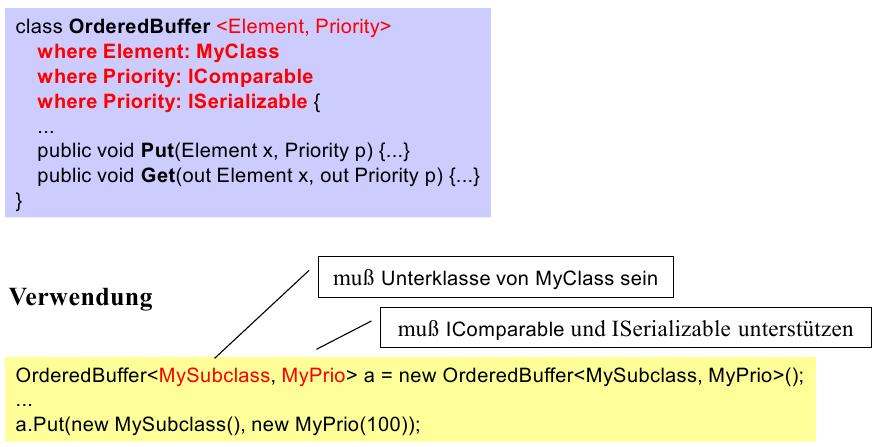 class OrderedBuffer <Element, Priority>
where Element: MyClass
where Priority: IComparable
where Priority: ISerializable {
...
public void Put(Element x, Priority p) {...}
public void Get(out Element x, out Priority p) {...}
}
muß Unterklasse von MyClass sein
Verwendung
muß IComparable und ISerializable unterstützen
OrderedBuffer<MySubclass, MyPrio> a = new OrderedBuffer<MySubclass, MyPrio>();
...
a.Put(new MySubclass(), new MyPrio(100));